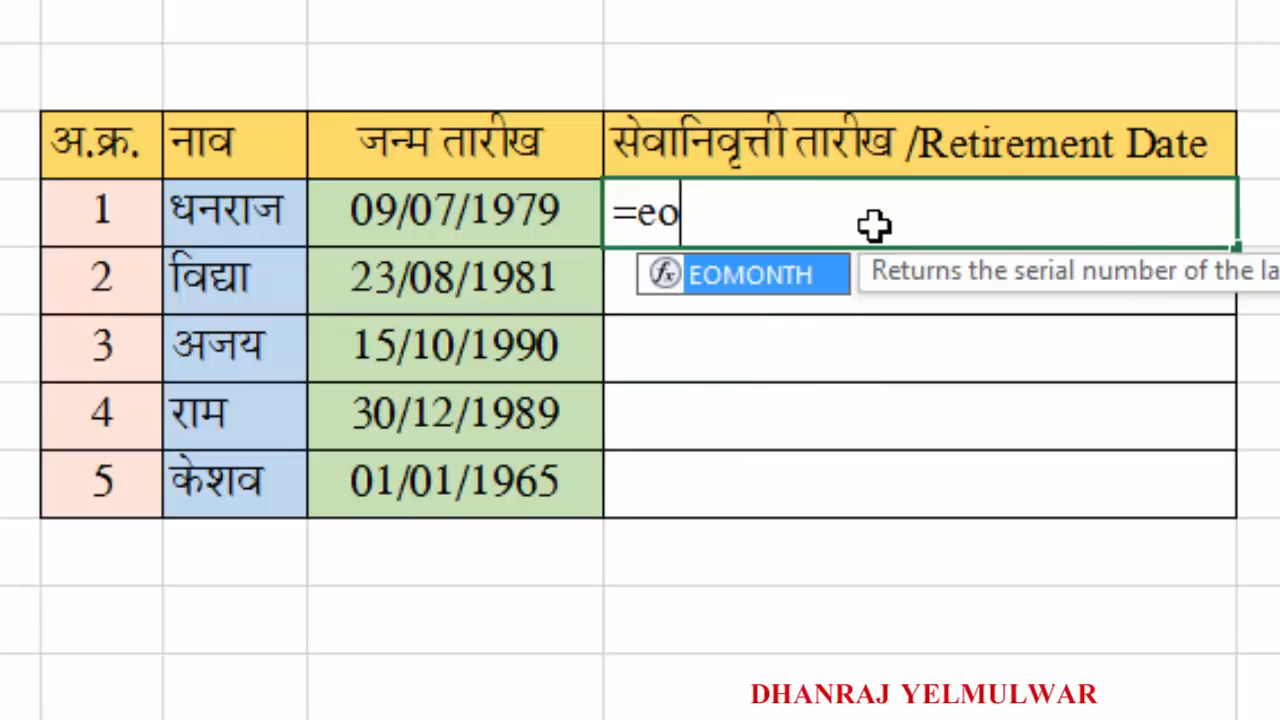 अ.क्र. नाव जन्म तारीख सेवानिवृत्ती तारीख /Retirement Date
1 धनराज 09/07/1979 =eo
EOMONTH Returns the serial number of the la
2 विद्या 23/08/1981
3 अजय 15/10/1990
4 राम 30/12/1989
5 केशव 01/01/1965
DHANRAJ YELMULWAR